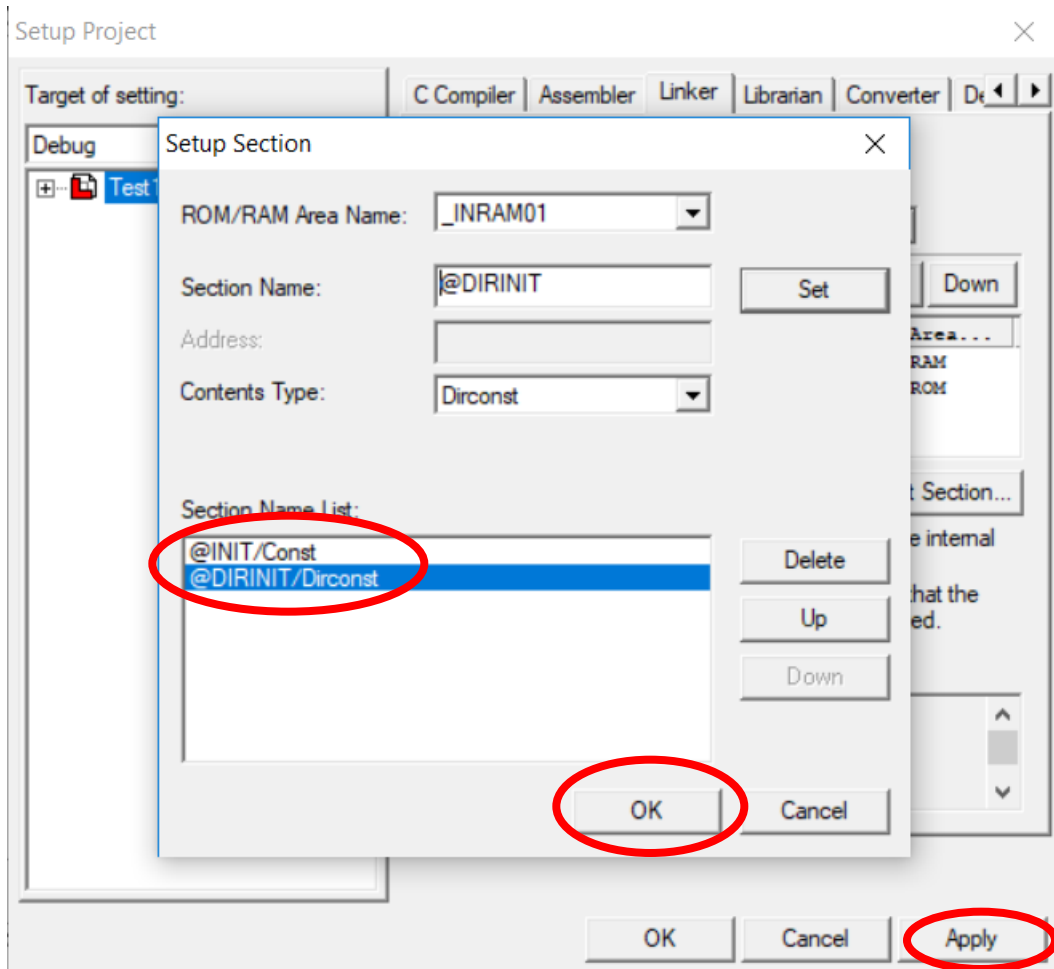 Setup Project
Target of setting:
C Compiler Assembler Linker Librarian Converter
Debug
Setup Section
Test1
ROM/RAM Area Name: _INRAM01
Section Name: @DIRINIT Set Down
Address: Area...
RAM
Contents Type: Dirconst ROM
Section Name List: Section...
@INIT/Const Delete e internal
@DIRINIT/Dirconst
Up that the
ed.
Down
OK Cancel
OK Cancel Apply